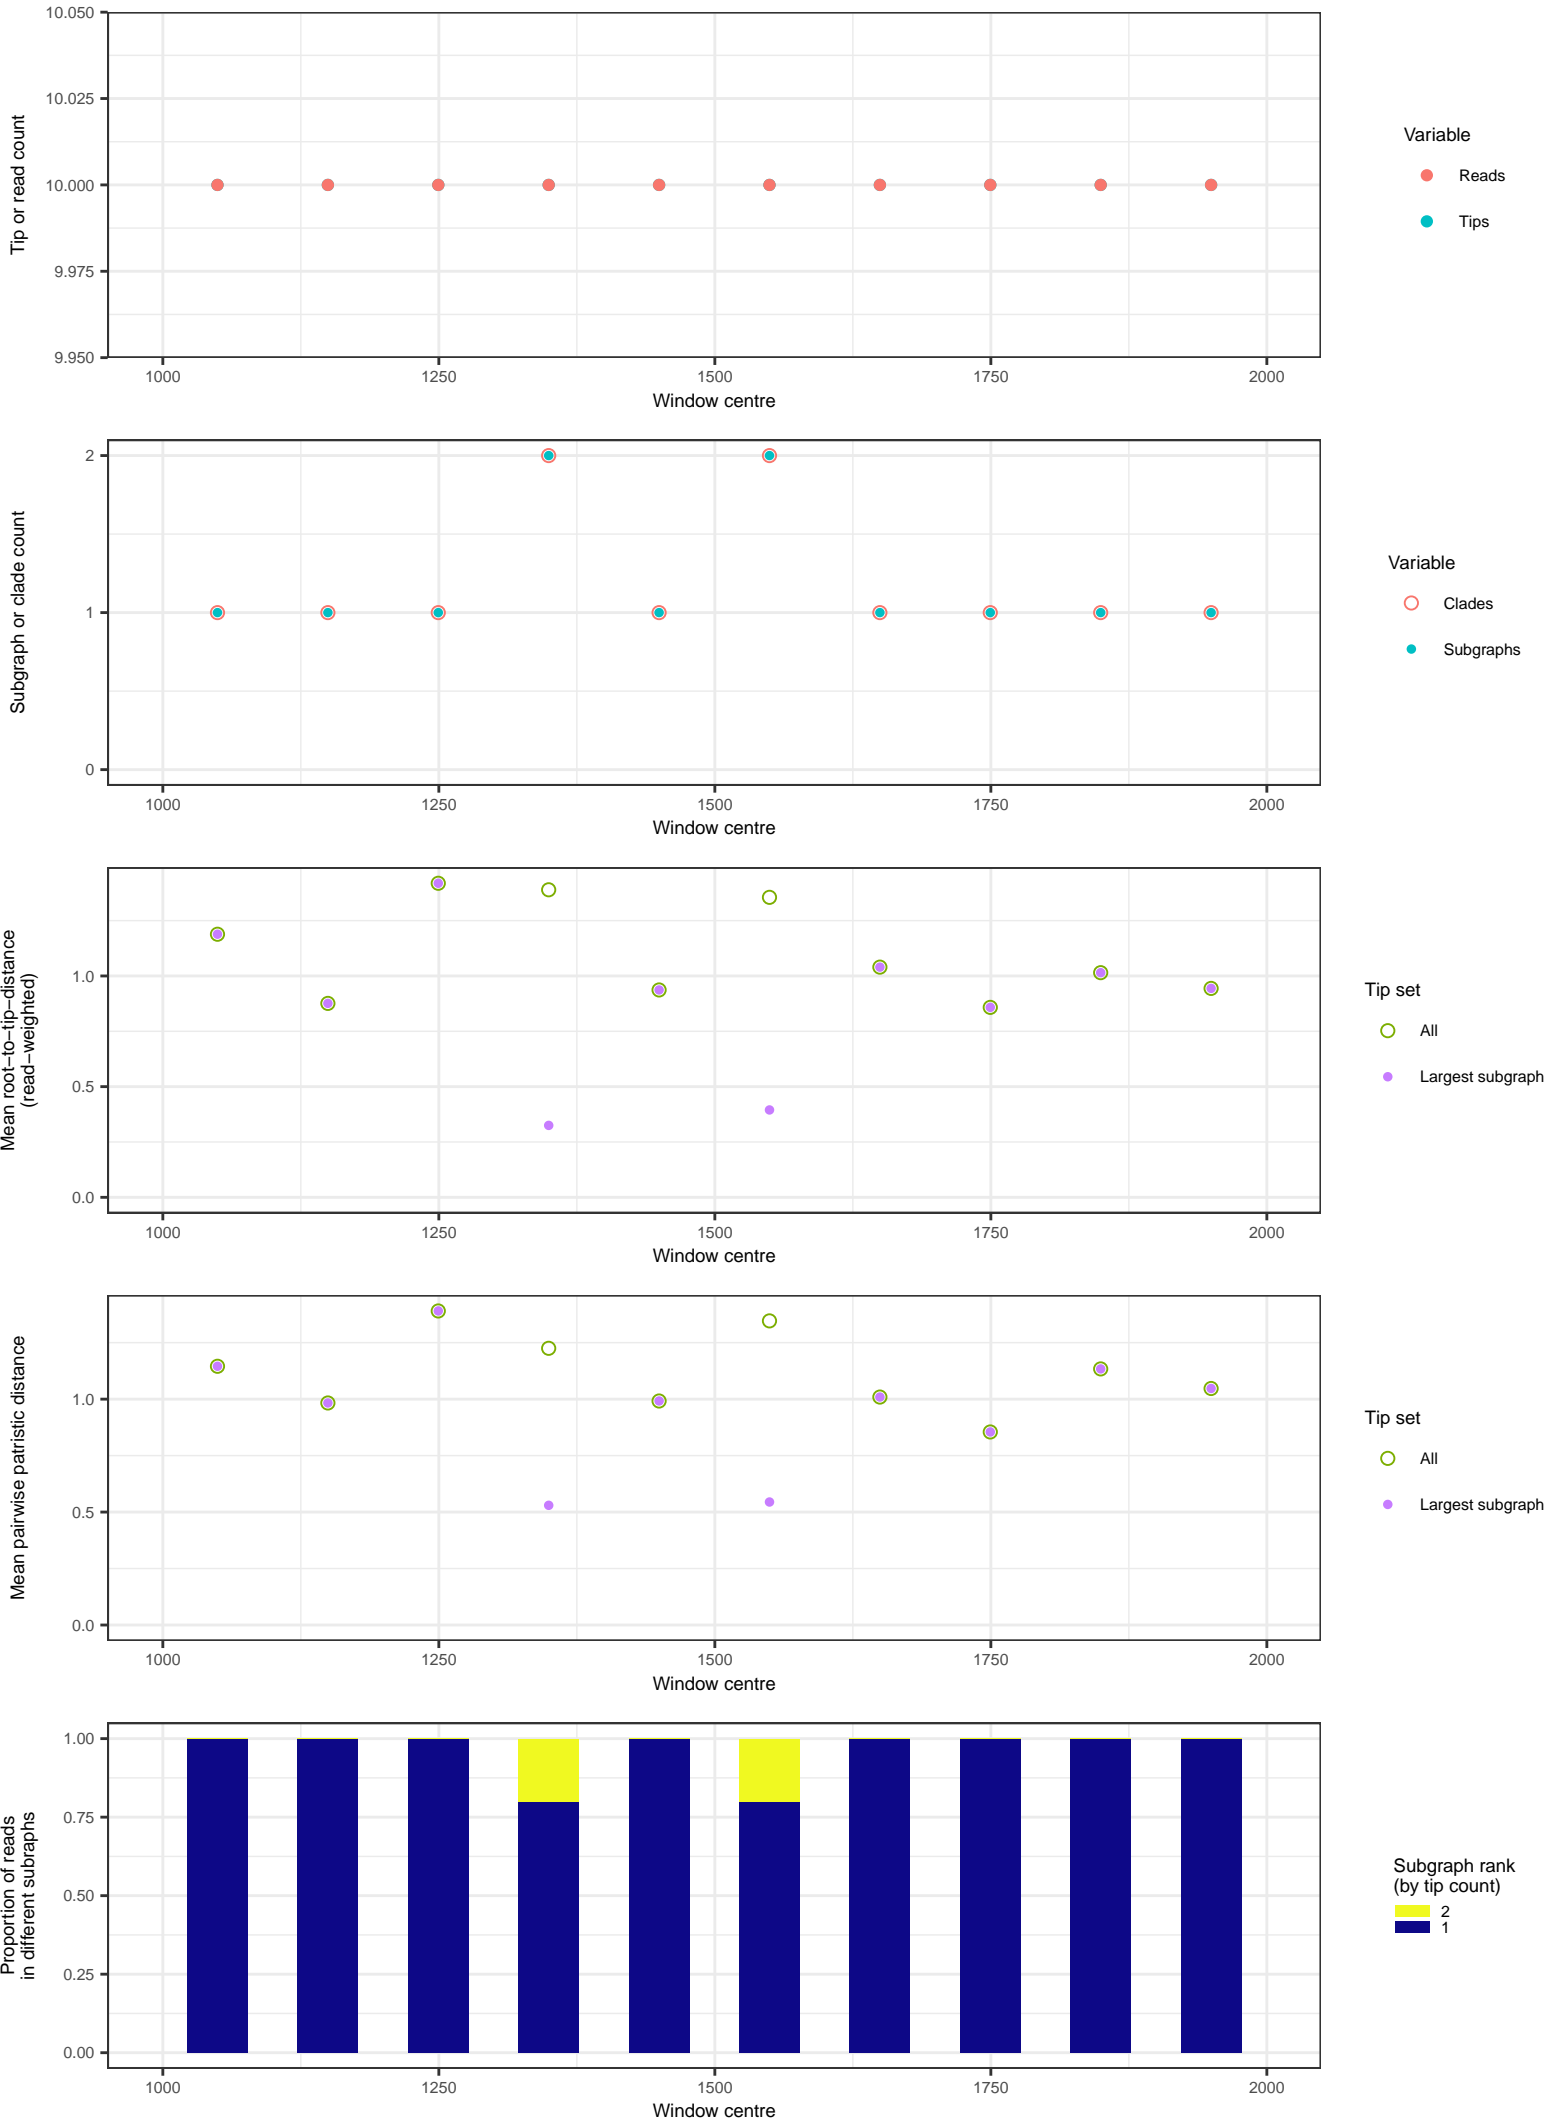 10.050
10.025
10.000
9.975
9.950
Tip or read count
1000 1250 1500 1750 2000
Window centre
Variable
Reads
Tips
2
1
0
Subgraph or clade count
1000 1250 1500 1750 2000
Window centre
Variable
Clades
Subgraphs
1.0
0.5
0.0
Mean root−to−tip−distance
(read−weighted)
1000 1250 1500 1750 2000
Window centre
Tip set
All
Largest subgraph
1.0
0.5
0.0
Mean pairwise patristic distance
1000 1250 1500 1750 2000
Window centre
Tip set
All
Largest subgraph
1.00
0.75
0.50
0.25
0.00
Proportion of reads
in different subraphs
1000 1250 1500 1750 2000
Window centre
Subgraph rank
(by tip count)
2
1